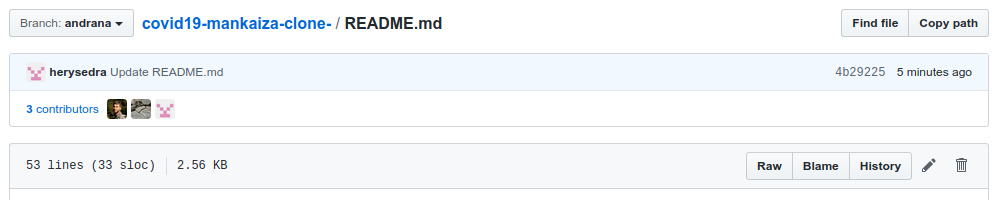 Branch: andrana covid19-mankaiza-clone- / README.md Find file Copy path
herysedra Update README.md 4b29225 5 minutes ago
3 contributors
53 lines (33 sloc) 2.56 KB Raw Blame History